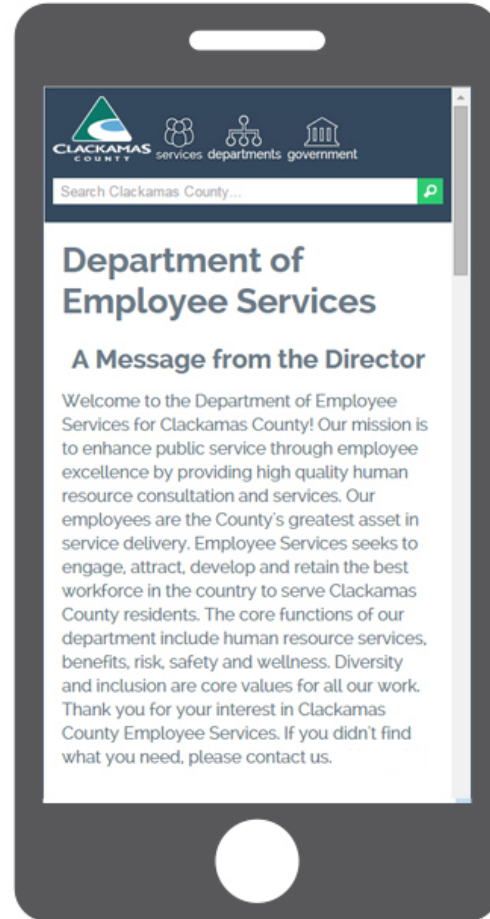 CLACKAMAS
COUNTY
services departments government
Search Clackamas County...
Department of
Employee Services
A Message from the Director
Welcome to the Department of Employee
Services for Clackamas County! Our mission is
to enhance public service through employee
excellence by providing high quality human
resource consultation and services. Our
employees are the County's greatest asset in
service delivery. Employee Services seeks to
engage, attract, develop and retain the best
workforce in the country to serve Clackamas
County residents. The core functions of our
department include human resource services,
benefits, risk, safety and wellness. Diversity
and inclusion are core values for all our work.
Thank you for your interest in Clackamas
County Employee Services. If you didn't find
what you need, please contact us.